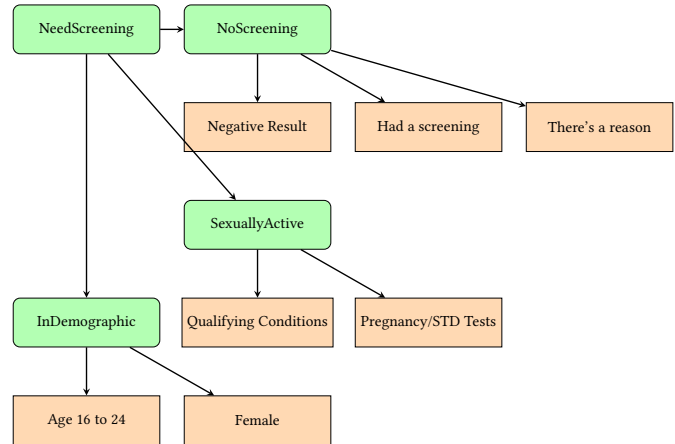 NeedScreening
NoScreening
Negative Result
Had a screening
There's a reason
SexuallyActive
Qualifying Conditions
Pregnancy/STD Tests
InDemographic
Age 16 to 24
Female